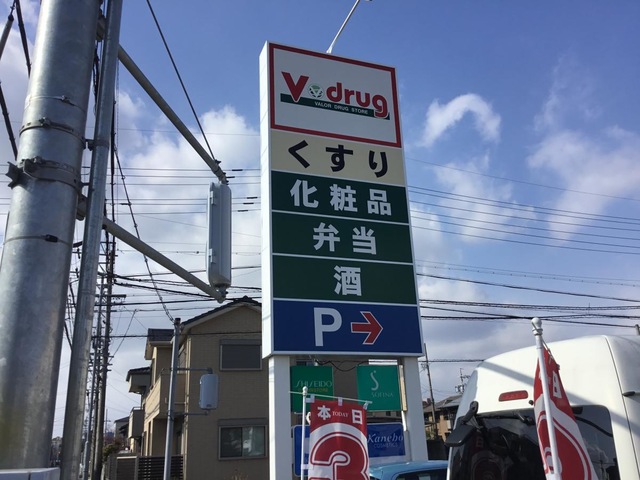 V drug
VALOR DRUG STORE
くすり
化粧品
弁当
酒
P
SHISEIDO
SOFINA
Kanebo
本 TODAY 日
3